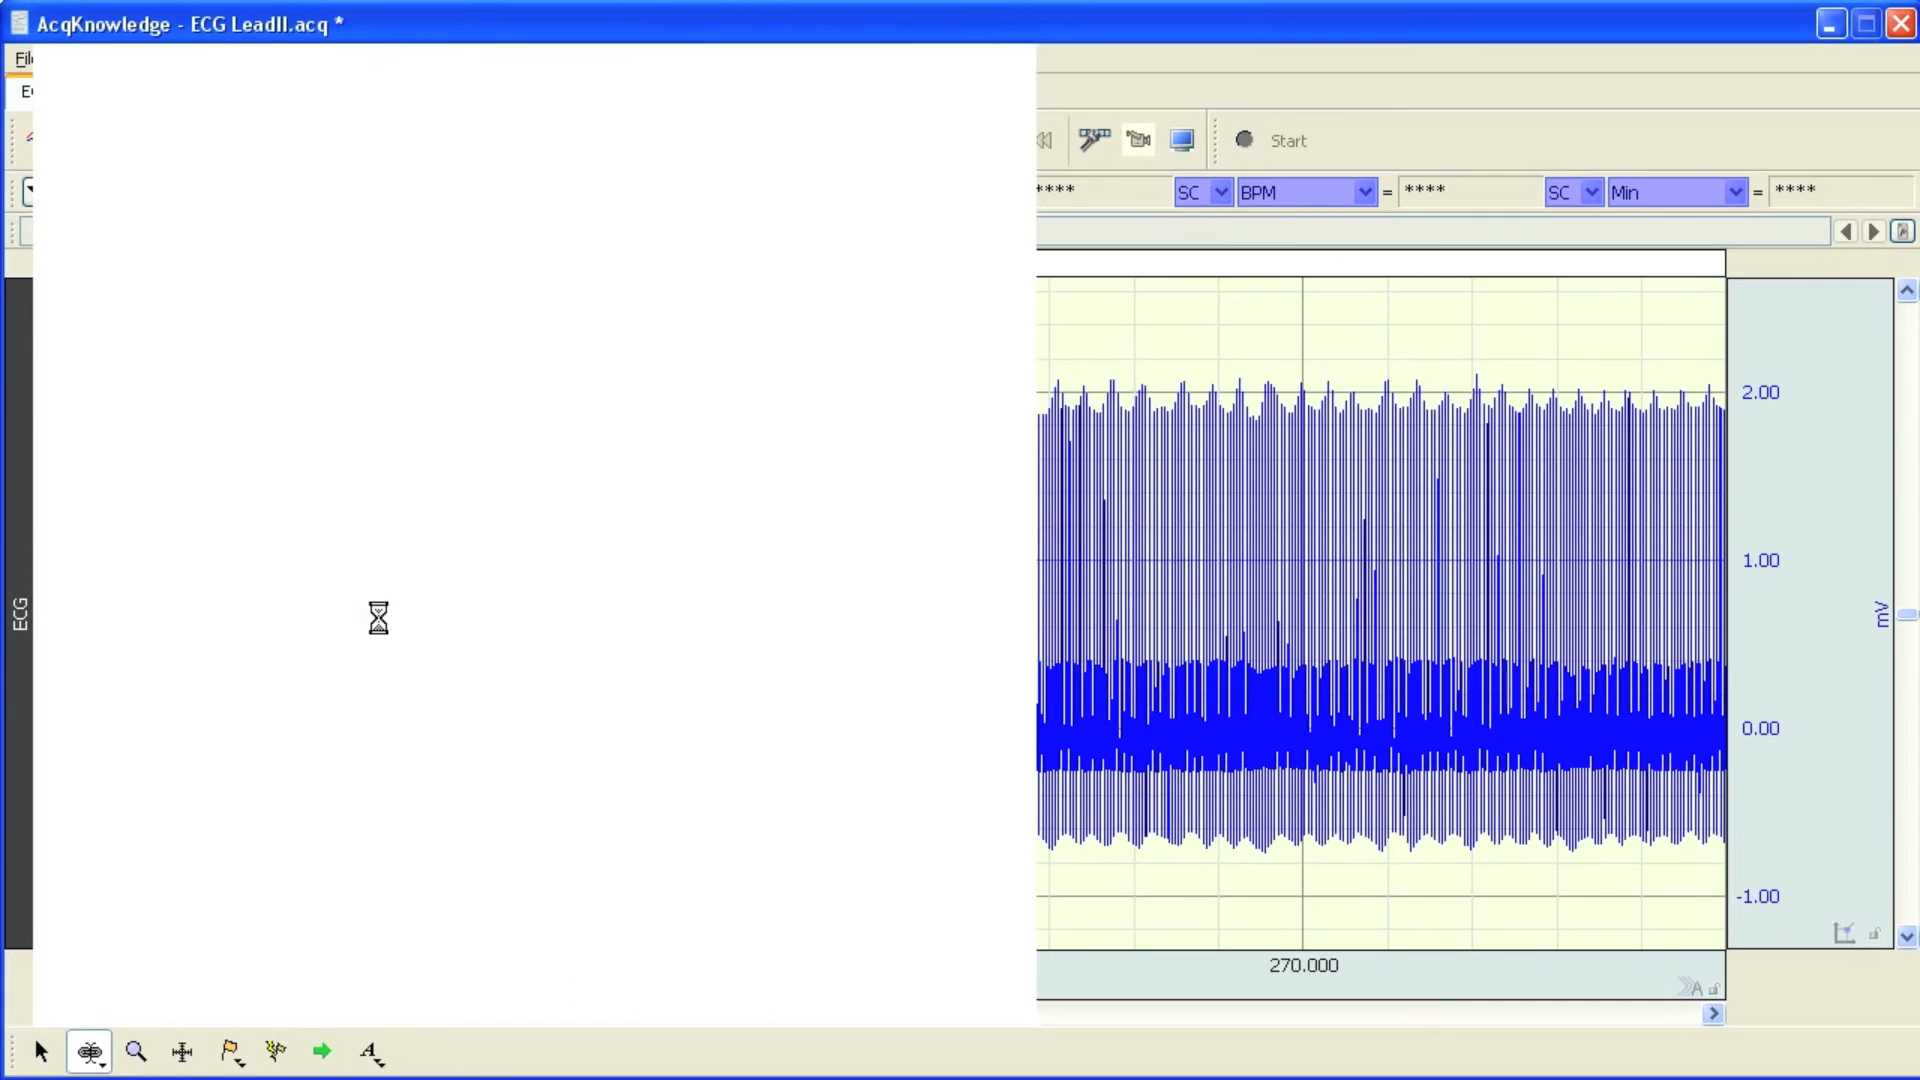 AcqKnowledge - ECG LeadII.acq *
Start
**** SC BPM = **** SC Min = ****
2.00
1.00
0.00
-1.00
mV
ECG
270.000
A
A